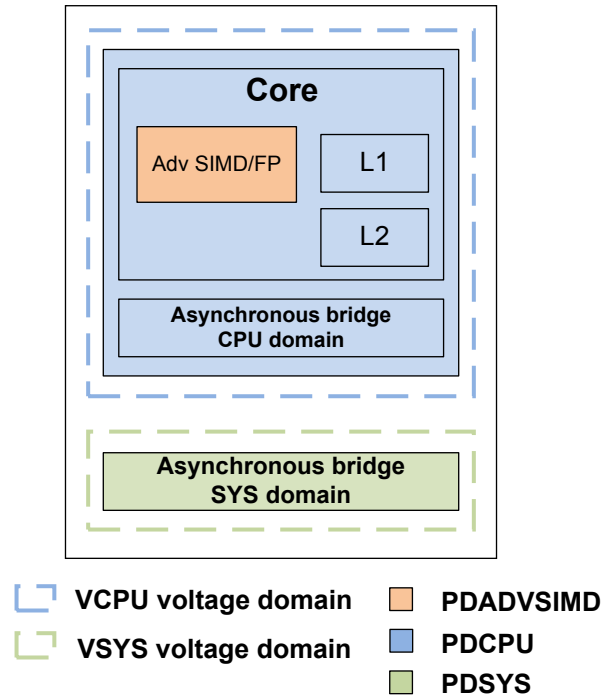 Core
Adv SIMD/FP
L1
L2
Asynchronous bridge
CPU domain
Asynchronous bridge
SYS domain
VCPU voltage domain
VSYS voltage domain
PDADVSIMD
PDCPU
PDSYS